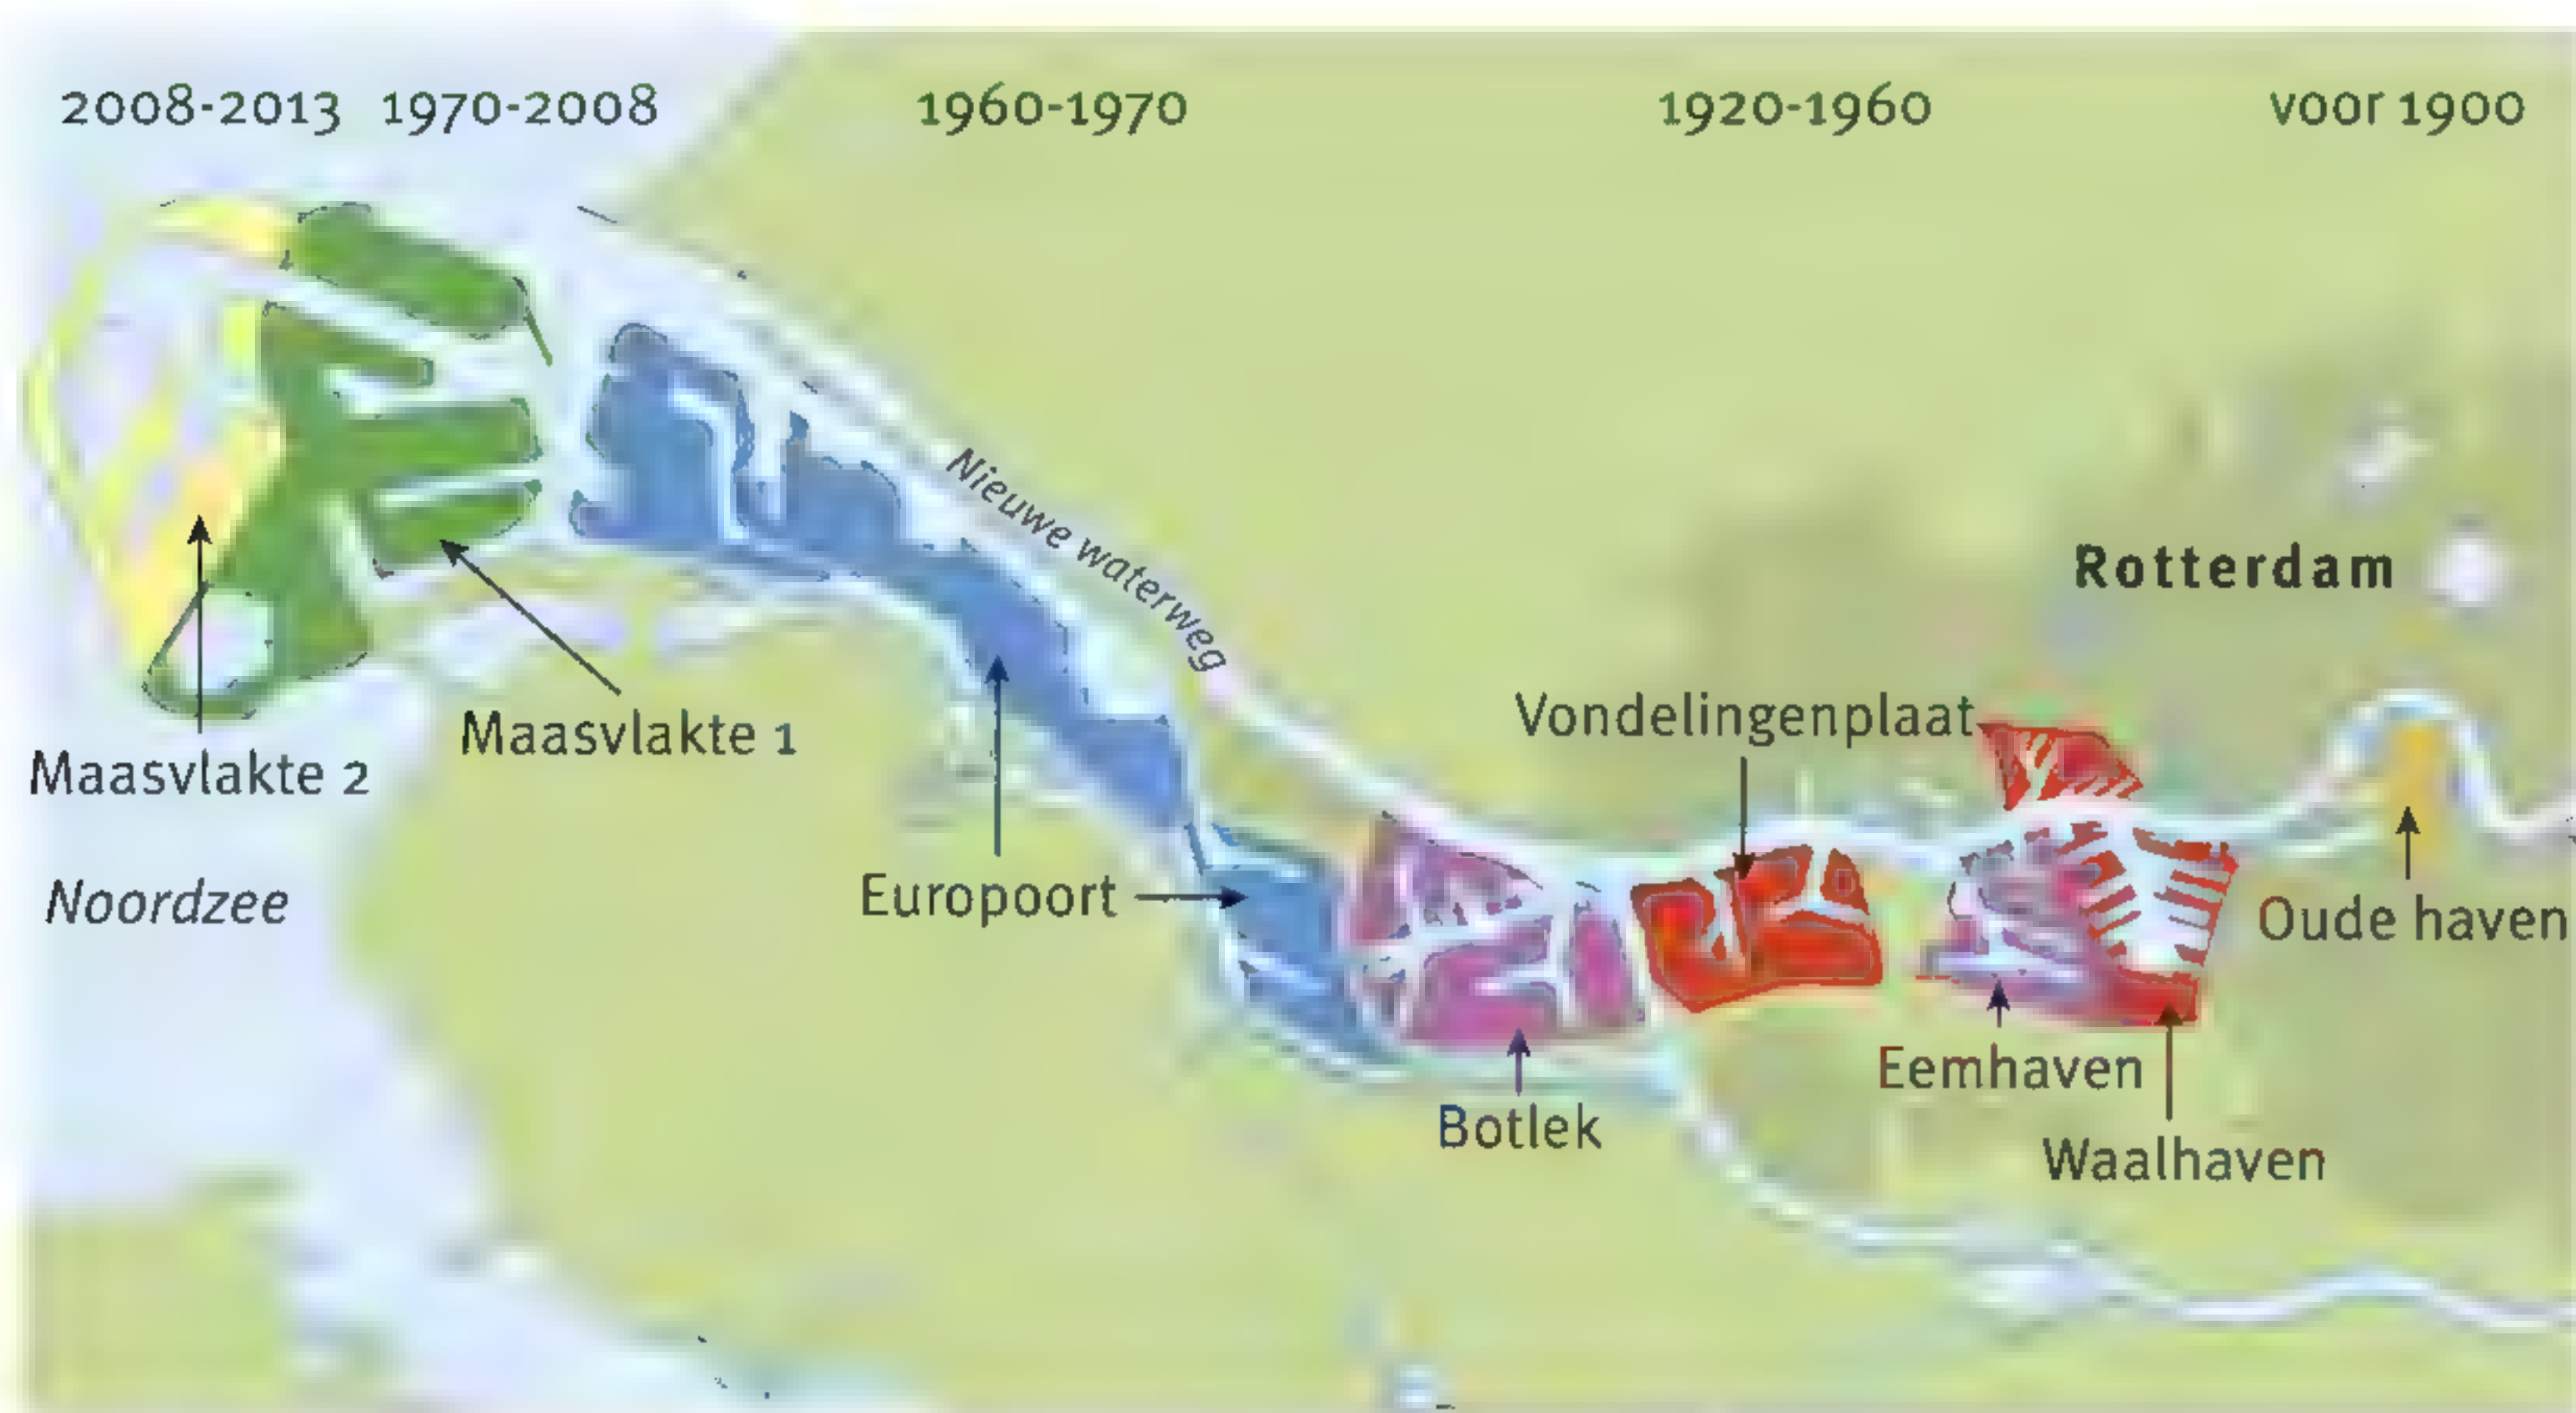 2008-2013
1970-2008
1960-1970
1920-1960
voor 1900
Nieuwe waterweg
Rotterdam
Vondelingenplaat
Maasvlakte 1
Maasvlakte 2
Europoort
Noordzee
Oude haven
Eemhaven
Botlek
Waalhaven